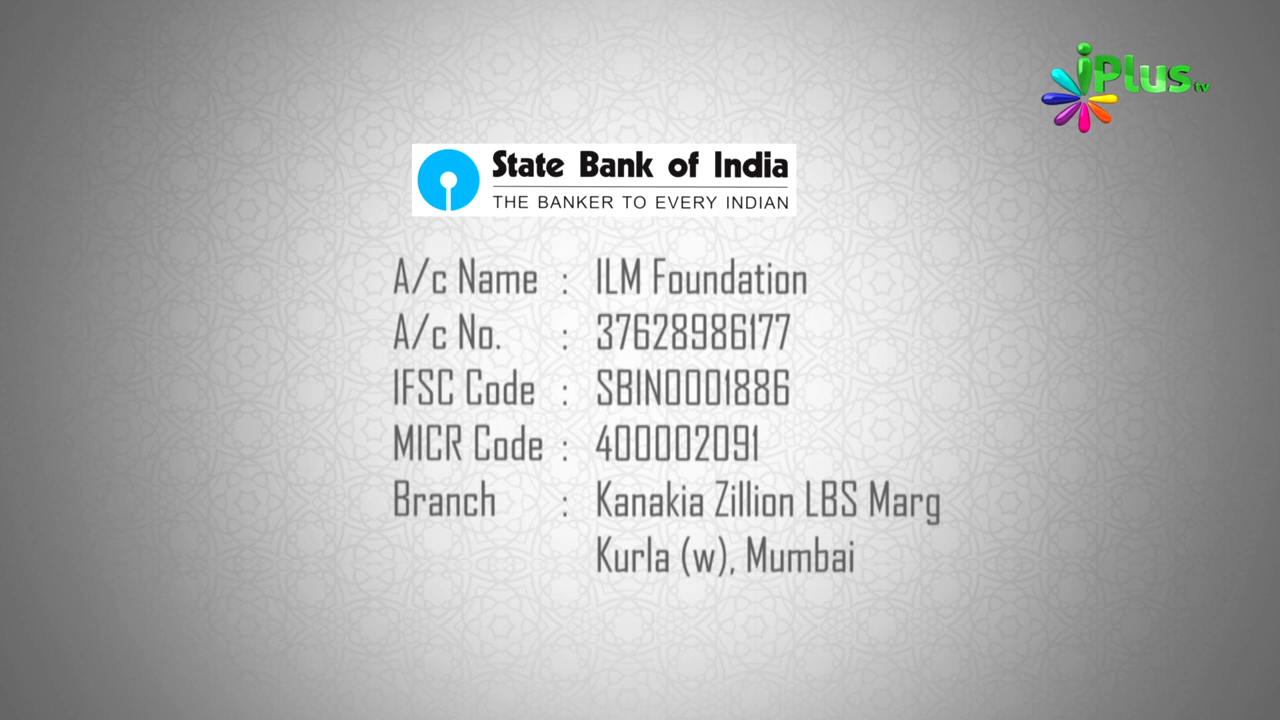 iPlus tv
State Bank of India
THE BANKER TO EVERY INDIAN
A/c Name : ILM Foundation
A/c No. : 37628986177
IFSC Code : SBIN0001886
MICR Code : 400002091
Branch : Kanakia Zillion LBS Marg
Kurla (w), Mumbai